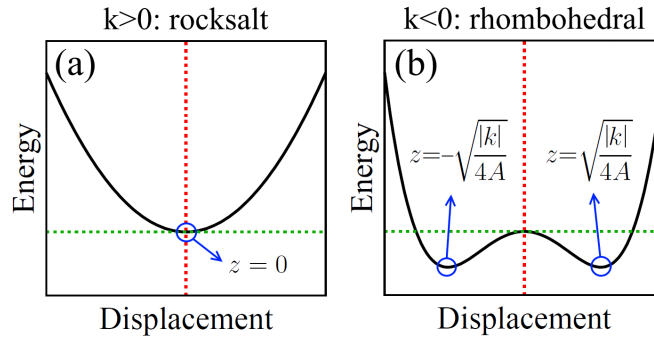 k>0: rocksalt
(a)
Energy
z = 0
Displacement
k<0: rhombohedral
(b)
Energy
z=-√(|k|/4A)
z=√(|k|/4A)
Displacement